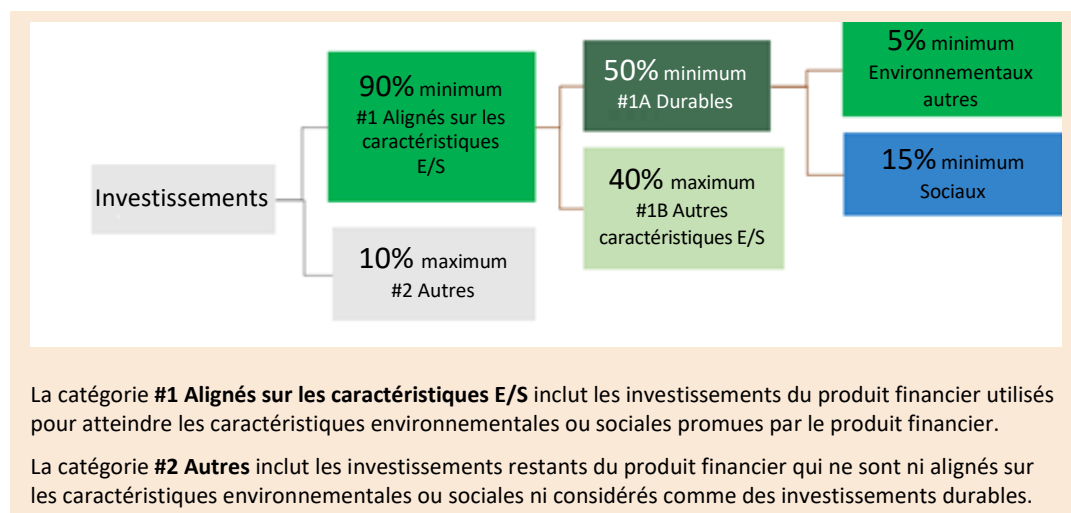 Investissements
90% minimum
#1 Alignés sur les
caractéristiques
E/S
10% maximum
#2 Autres
50% minimum
#1A Durables
40% maximum
#1B Autres
caractéristiques E/S
5% minimum
Environnementaux
autres
15% minimum
Sociaux
La catégorie #1 Alignés sur les caractéristiques E/S inclut les investissements du produit financier utilisés
pour atteindre les caractéristiques environnementales ou sociales promues par le produit financier.
La catégorie #2 Autres inclut les investissements restants du produit financier qui ne sont ni alignés sur
les caractéristiques environnementales ou sociales ni considérés comme des investissements durables.